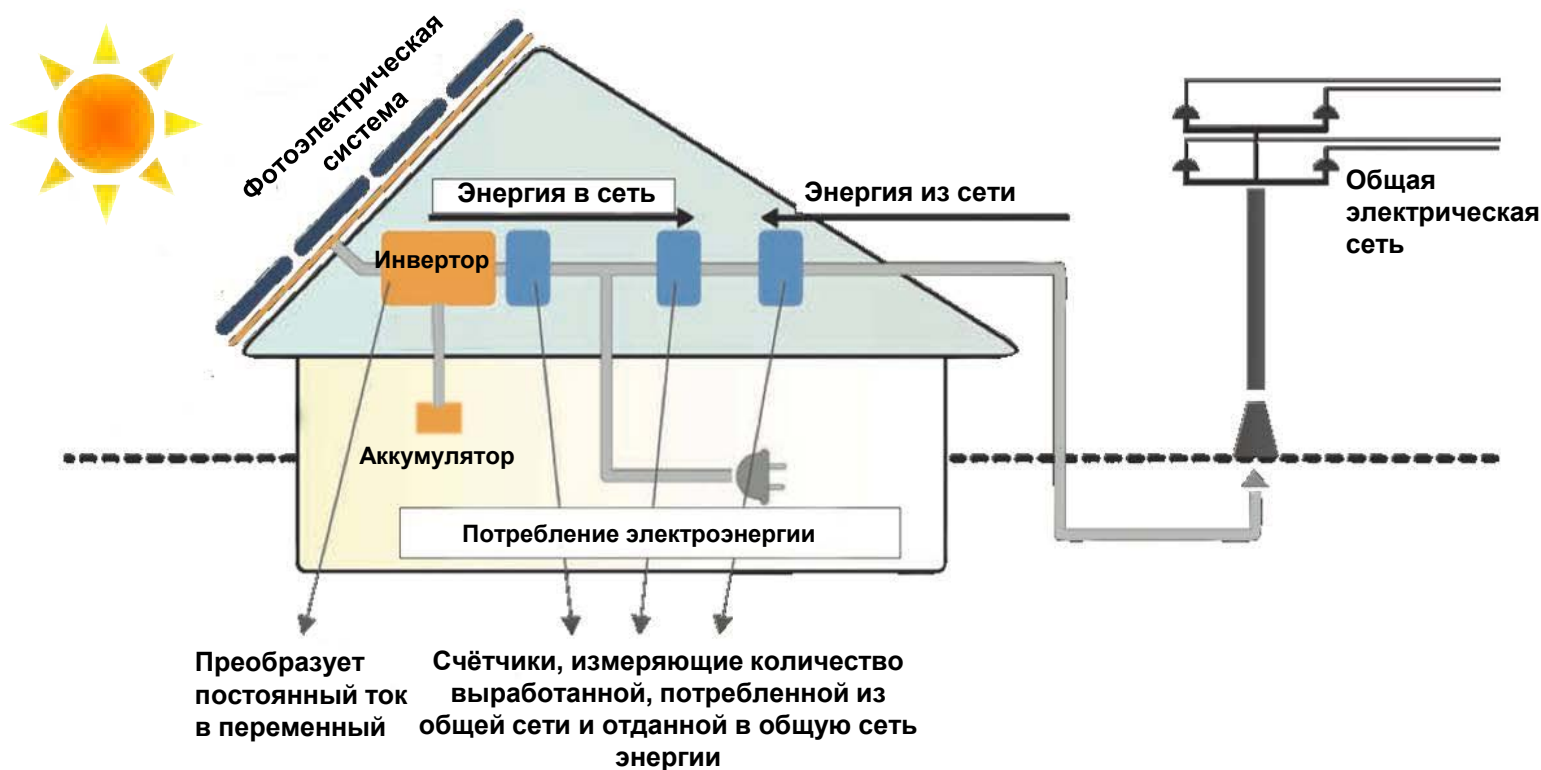 Фотоэлектрическая
система
Энергия в сеть
Энергия из сети
Общая
электрическая
сеть
Инвертор
Аккумулятор
Потребление электроэнергии
Преобразует
постоянный ток
в переменный
Счётчики, измеряющие количество
выработанной, потребленной из
общей сети и отданной в общую сеть
энергии